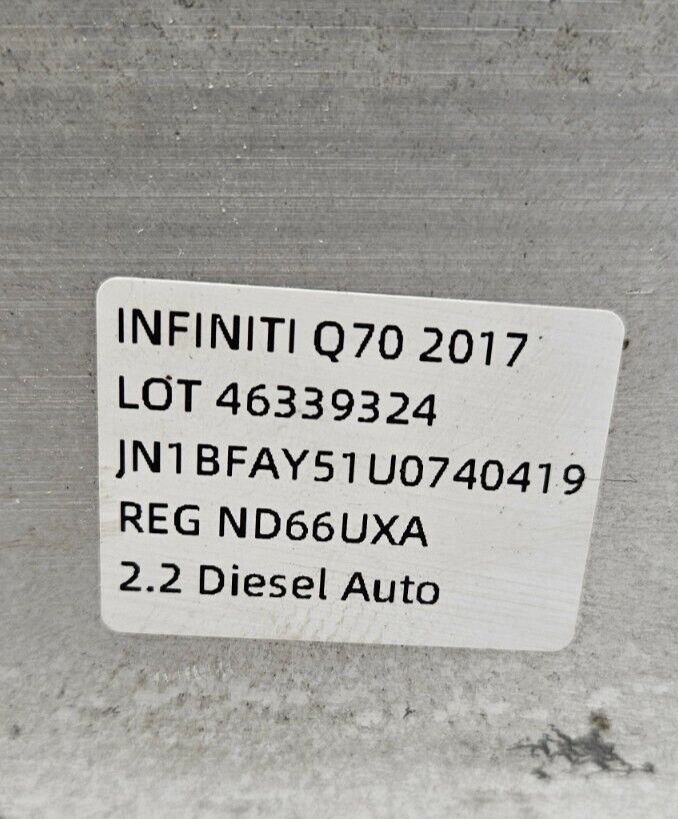 INFINITI Q70 2017
LOT 46339324
JN1BFAY51U0740419
REG ND66UXA
2.2 Diesel Auto